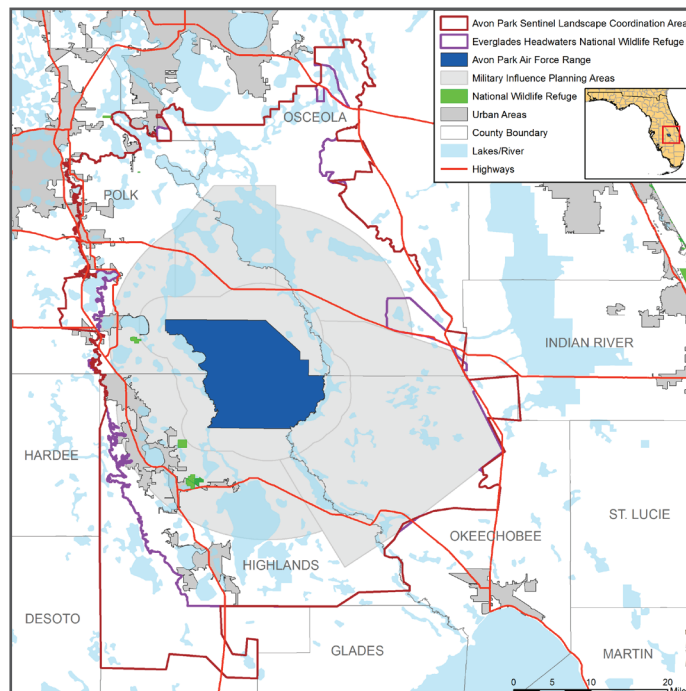 Avon Park Sentinel Landscape Coordination Area
Everglades Headwaters National Wildlife Refuge
Avon Park Air Force Range
Military Influence Planning Areas
National Wildlife Refuge
Urban Areas
County Boundary
Lakes/River
Highways
OSCEOLA
POLK
INDIAN RIVER
HARDEE
ST. LUCIE
OKEECHOBEE
HIGHLANDS
DESOTO
GLADES
MARTIN
0 5 10 20